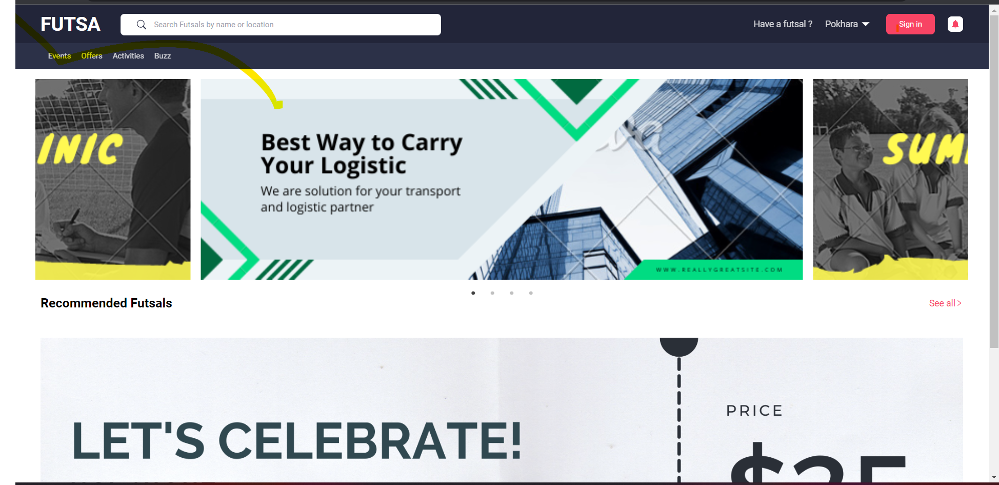 FUTSA
Search Futsals by name or location
Have a futsal ? Pokhara
Sign in
Events Offers Activities Buzz
INIC
Best Way to Carry
Your Logistic
We are solution for your transport
and logistic partner
WWW.REALLYGREATSITE.COM
SUM
Recommended Futsals
See all >
LET'S CELEBRATE!
PRICE